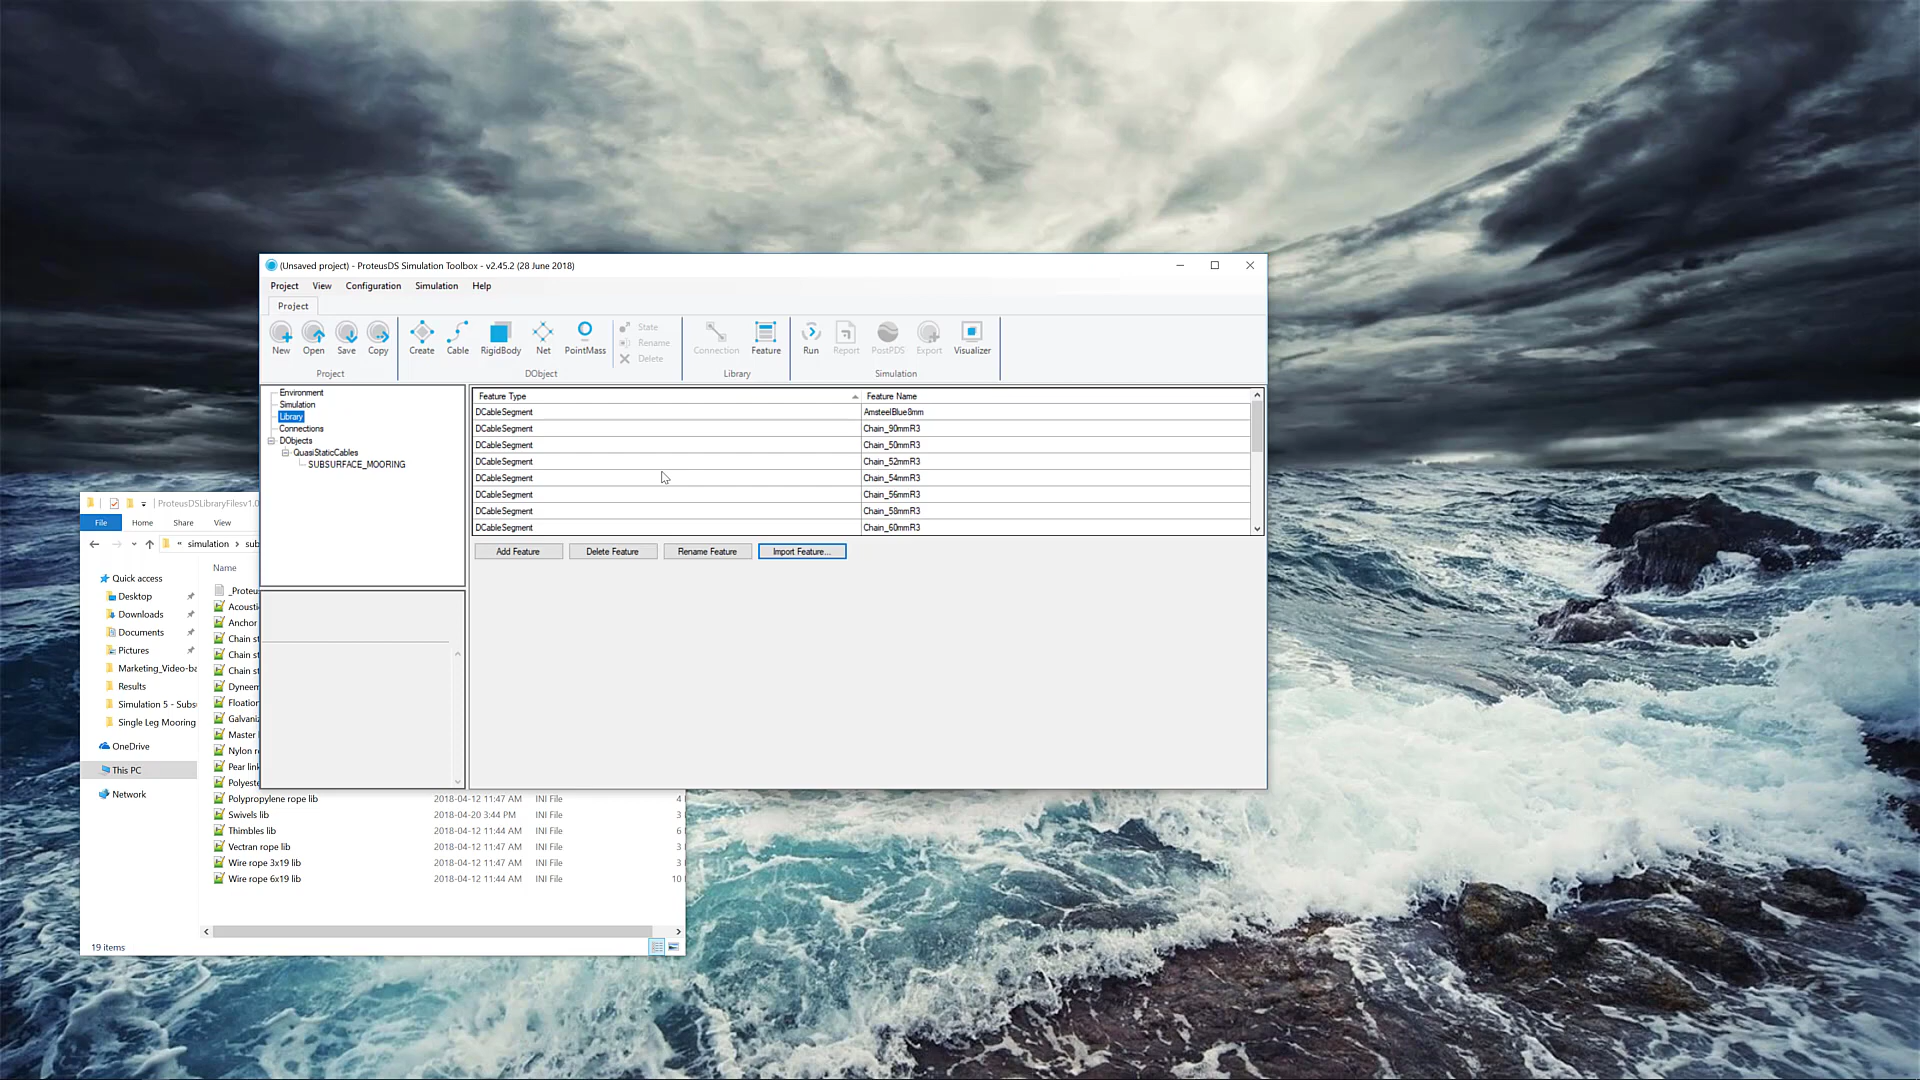 (Unsaved project) - ProteusDS Simulation Toolbox - v2.45.2 (28 June 2018)
Project View Configuration Simulation Help
Project
New Open Save Copy Create Cable RigidBody Net PointMass State Rename Delete Connection Feature Run Report PostPDS Export Visualizer
Project DObject Library Simulation
Environment
Simulation
Library
Connections
DObjects
QuasiStaticCables
SUBSURFACE_MOORING
Feature Type Feature Name
DCableSegment AmsteelBlue8mm
DCableSegment Chain_90mmR3
DCableSegment Chain_50mmR3
DCableSegment Chain_52mmR3
DCableSegment Chain_54mmR3
DCableSegment Chain_56mmR3
DCableSegment Chain_58mmR3
DCableSegment Chain_60mmR3
Add Feature Delete Feature Rename Feature Import Feature...
ProteusDSLibraryFilesv1.0
File Home Share View
« simulation › sub
Name
Quick access
Desktop
Downloads
Documents
Pictures
Marketing_Video-ba
Results
Simulation 5 - Subs
Single Leg Mooring
OneDrive
This PC
Network
_Proteu
Acousti
Anchor
Chain st
Chain st
Chain st
Dyneem
Floation
Galvaniz
Master
Nylon r
Pear link
Polyeste
Polypropylene rope lib 2018-04-12 11:47 AM INI File 4
Swivels lib 2018-04-20 3:44 PM INI File 3
Thimbles lib 2018-04-12 11:44 AM INI File 6
Vectran rope lib 2018-04-12 11:47 AM INI File 3
Wire rope 3x19 lib 2018-04-12 11:47 AM INI File 3
Wire rope 6x19 lib 2018-04-12 11:44 AM INI File 10
19 items